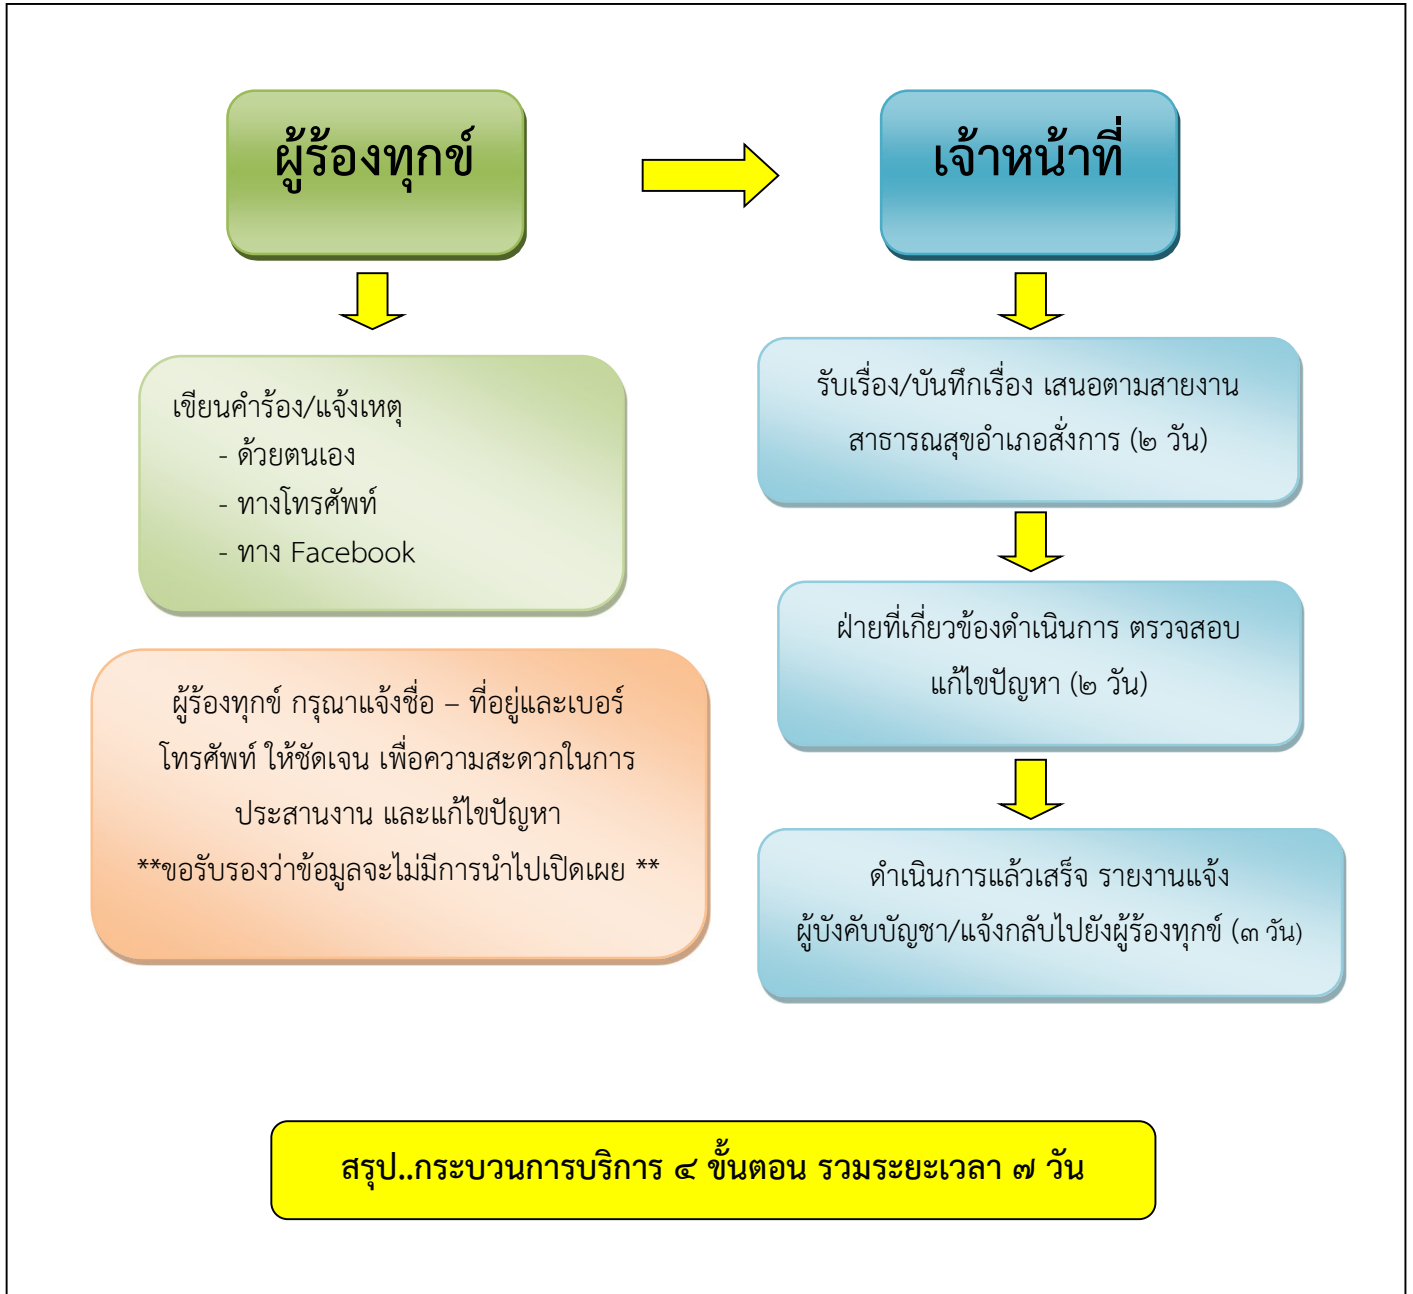 ผู้ร้องทุกข์
เจ้าหน้าที่
เขียนคำร้อง/แจ้งเหตุ
- ด้วยตนเอง
- ทางโทรศัพท์
- ทาง Facebook
ผู้ร้องทุกข์ กรุณาแจ้งชื่อ – ที่อยู่และเบอร์
โทรศัพท์ ให้ชัดเจน เพื่อความสะดวกในการ
ประสานงาน และแก้ไขปัญหา
**ขอรับรองว่าข้อมูลจะไม่มีการนำไปเปิดเผย **
รับเรื่อง/บันทึกเรื่อง เสนอตามสายงาน
สาธารณสุขอำเภอสั่งการ (๒ วัน)
ฝ่ายที่เกี่ยวข้องดำเนินการ ตรวจสอบ
แก้ไขปัญหา (๒ วัน)
ดำเนินการแล้วเสร็จ รายงานแจ้ง
ผู้บังคับบัญชา/แจ้งกลับไปยังผู้ร้องทุกข์ (๓ วัน)
สรุป..กระบวนการบริการ ๔ ขั้นตอน รวมระยะเวลา ๗ วัน